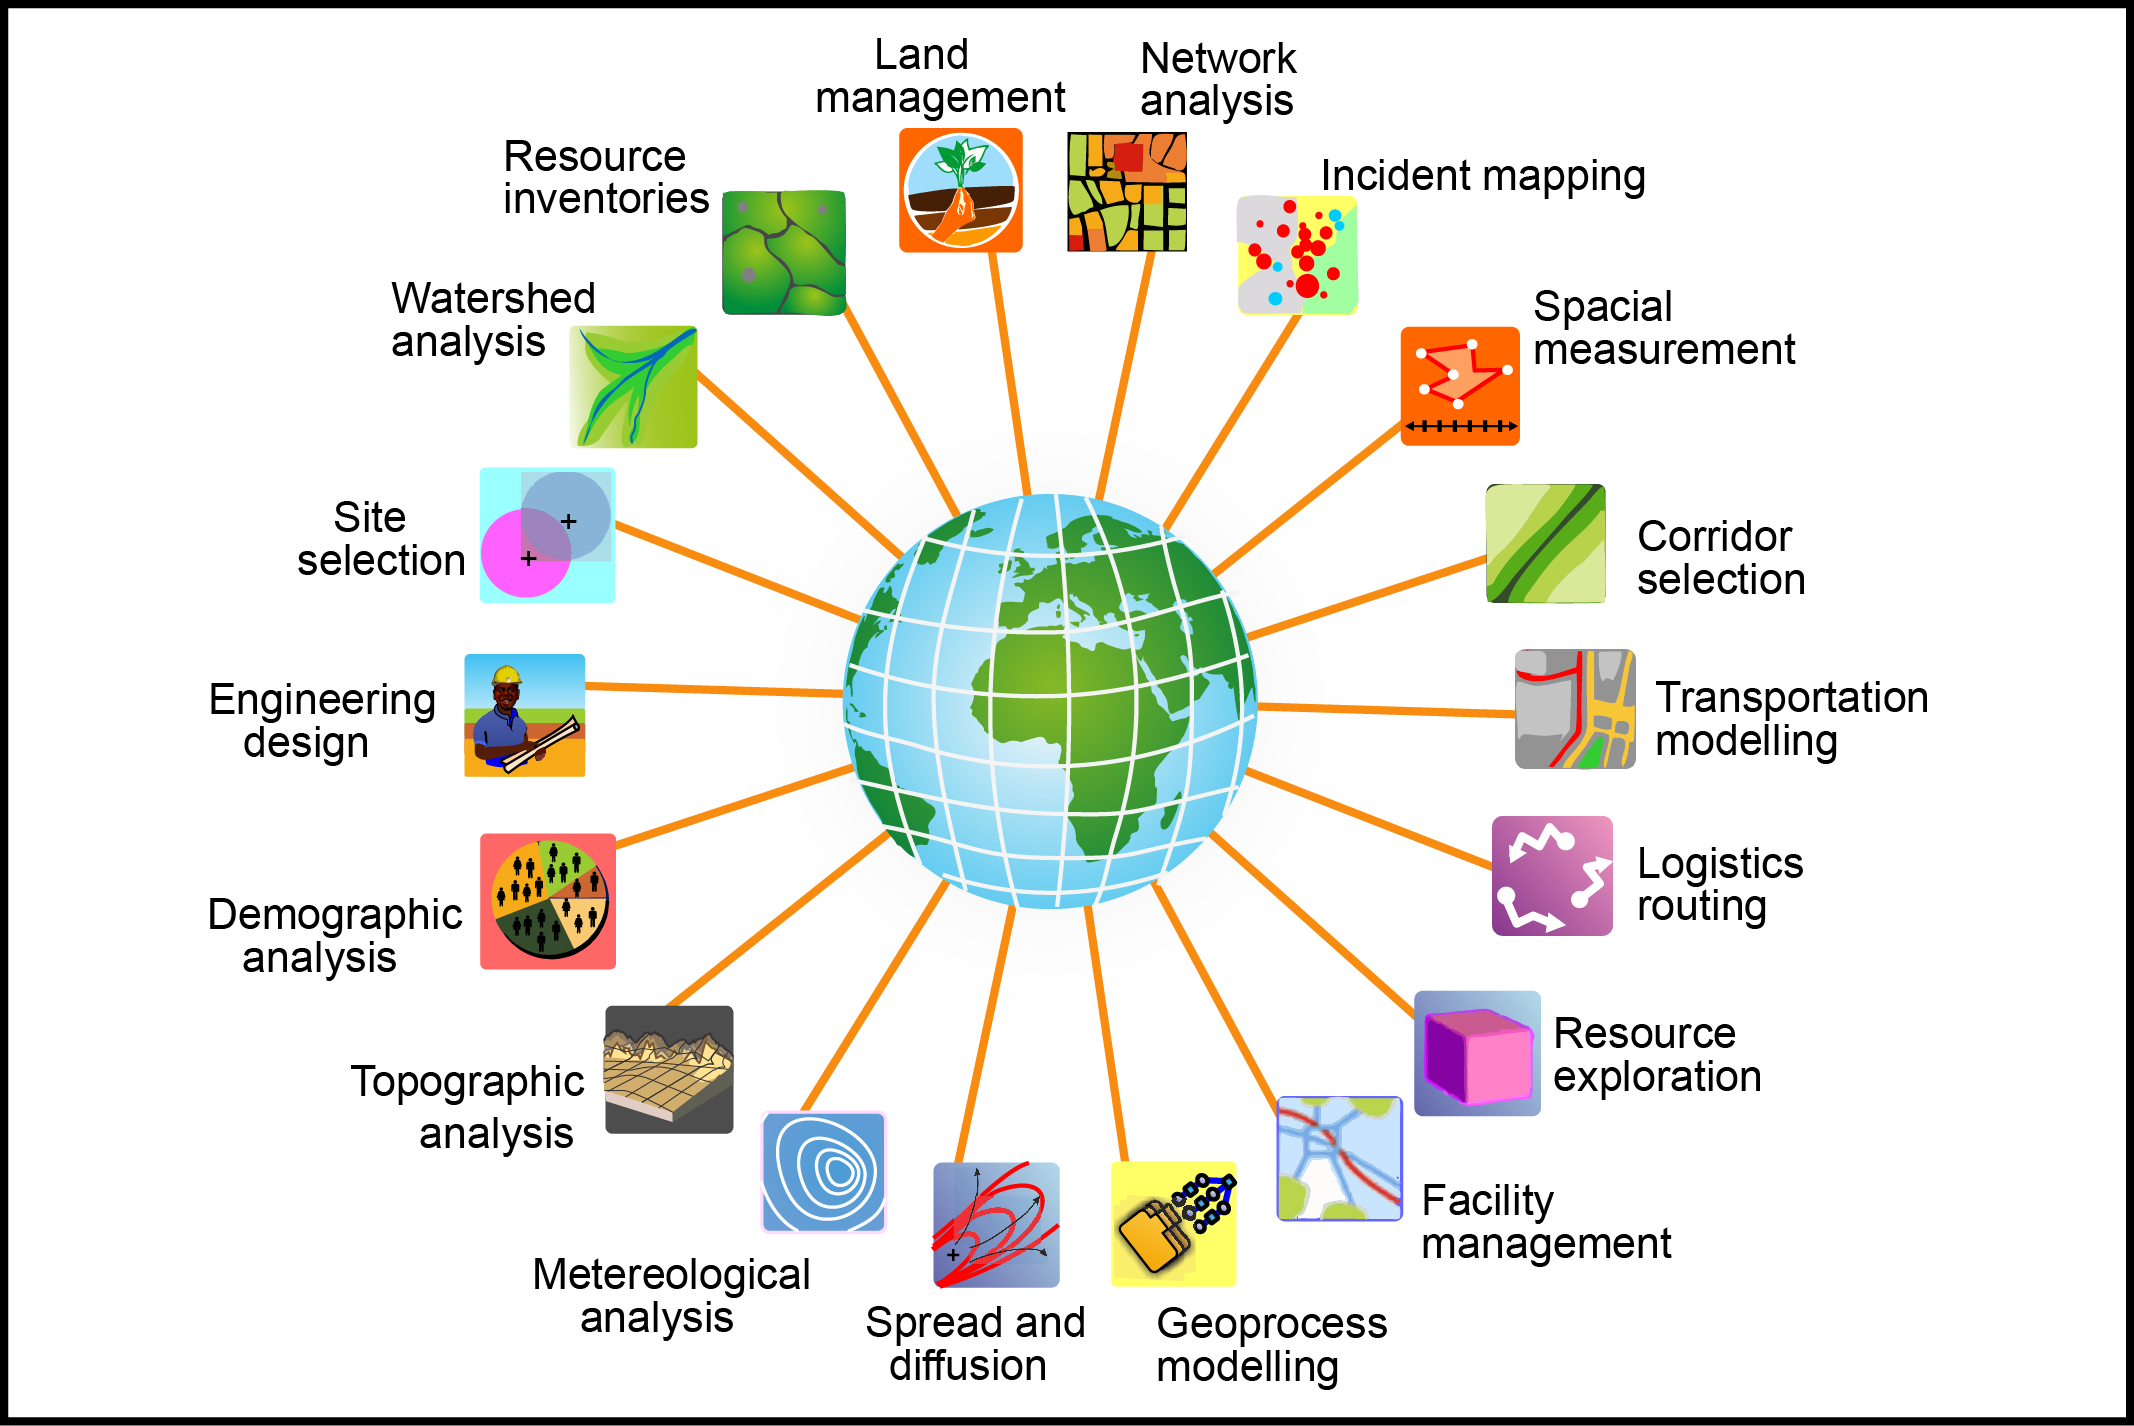 Land
management
Network
analysis
Resource
inventories
Incident mapping
Watershed
analysis
Spacial
measurement
Site
selection
Corridor
selection
Engineering
design
Transportation
modelling
Demographic
analysis
Logistics
routing
Topographic
analysis
Resource
exploration
Metereological
analysis
Facility
management
Spread and
diffusion
Geoprocess
modelling